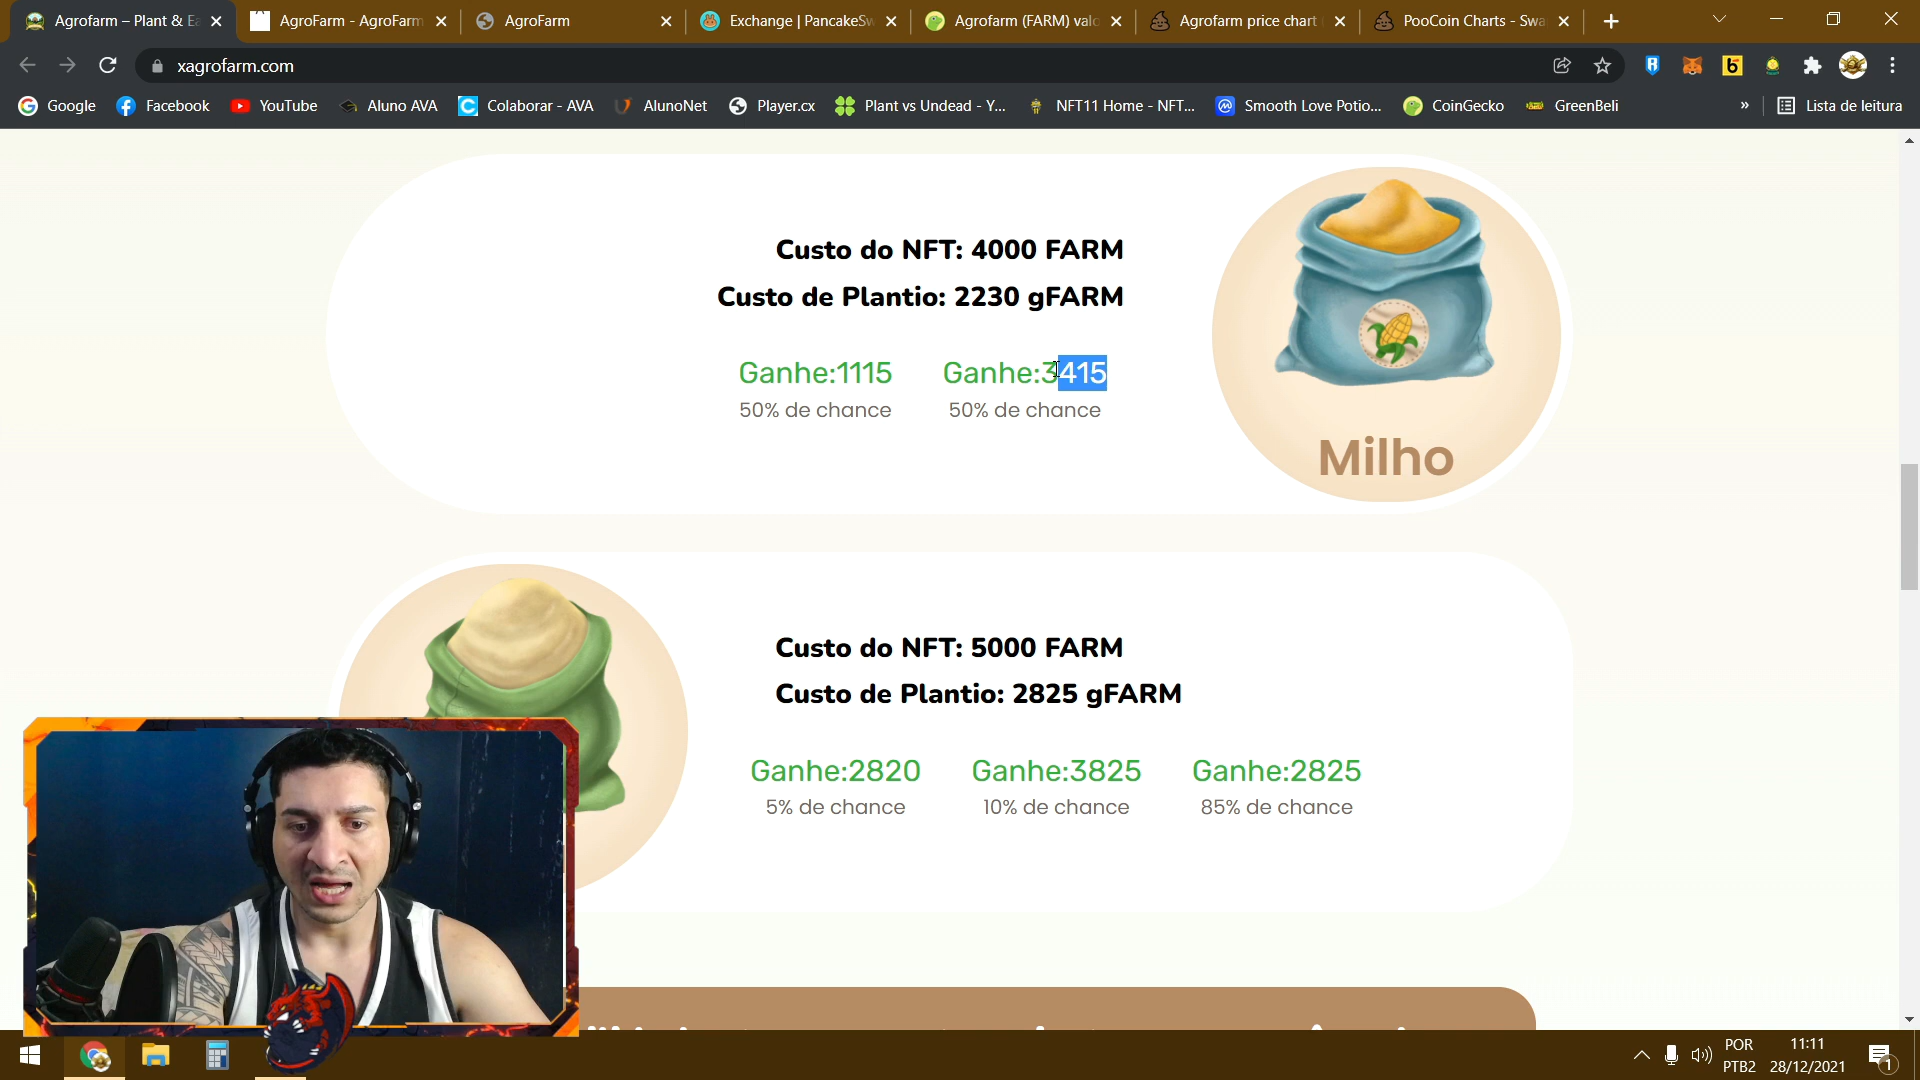 Agrofarm – Plant & Ea
AgroFarm - AgroFarm
AgroFarm
Exchange | PancakeSw
Agrofarm (FARM) valo
Agrofarm price chart
PooCoin Charts - Swa
xagrofarm.com
Google
Facebook
YouTube
Aluno AVA
Colaborar - AVA
AlunoNet
Player.cx
Plant vs Undead - Y...
NFT11 Home - NFT...
Smooth Love Potio...
CoinGecko
GreenBeli
»
Lista de leitura
Custo do NFT: 4000 FARM
Custo de Plantio: 2230 gFARM
Ganhe:1115
Ganhe:3415
50% de chance
50% de chance
Milho
Custo do NFT: 5000 FARM
Custo de Plantio: 2825 gFARM
Ganhe:2820
Ganhe:3825
Ganhe:2825
5% de chance
10% de chance
85% de chance
POR
PTB2
11:11
28/12/2021
1